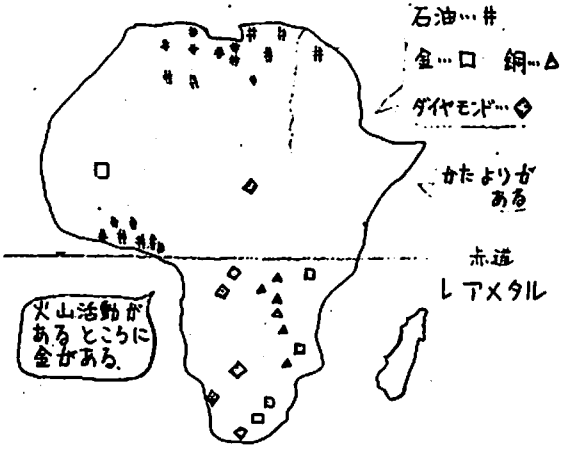 石油…⋕
金…□ 銅…△
ダイヤモンド…◇
かたよりが
ある
赤道
レアメタル
火山活動が
あるところに
金がある。